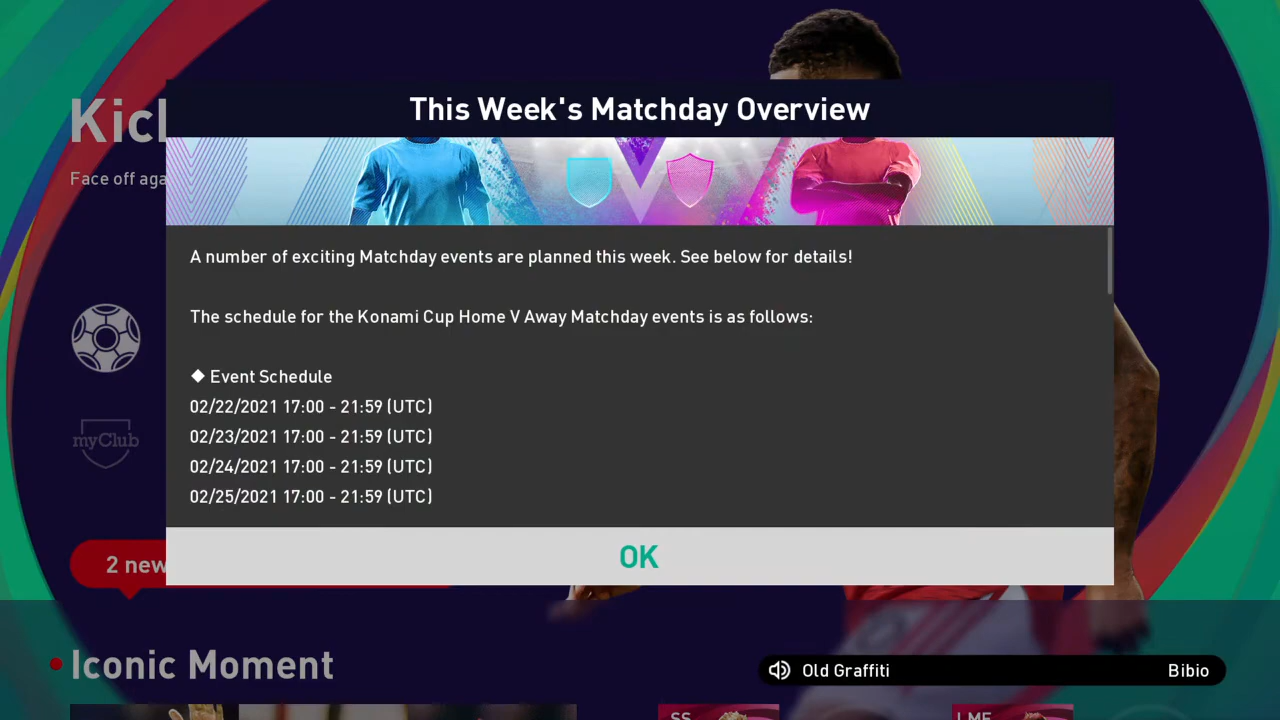 This Week's Matchday Overview
Kicl
Face off aga
A number of exciting Matchday events are planned this week. See below for details!
The schedule for the Konami Cup Home V Away Matchday events is as follows:
◆ Event Schedule
02/22/2021 17:00 - 21:59 (UTC)
02/23/2021 17:00 - 21:59 (UTC)
02/24/2021 17:00 - 21:59 (UTC)
02/25/2021 17:00 - 21:59 (UTC)
myClub
OK
2 new
Iconic Moment
Old Graffiti
Bibio
SS
LMF